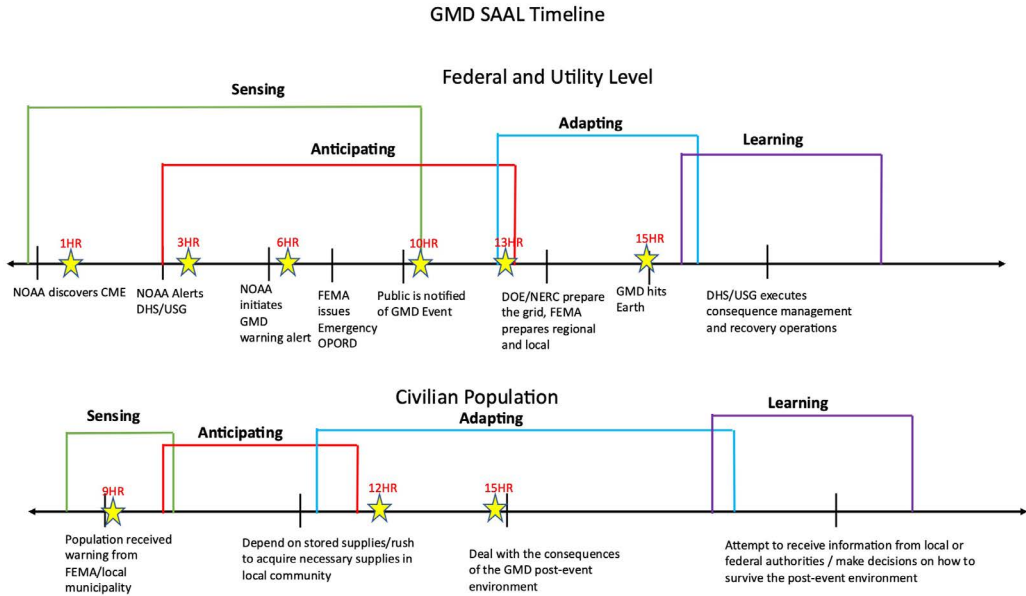 GMD SAAL Timeline
Federal and Utility Level
Sensing
Adapting
Learning
Anticipating
1HR
3HR
6HR
10HR
13HR
15HR
NOAA discovers CME
NOAA Alerts
DHS/USG
NOAA
initiates
GMD
warning alert
FEMA
issues
Emergency
OPORD
Public is notified
of GMD Event
DOE/NERC prepare
the grid, FEMA
prepares regional
and local
GMD hits
Earth
DHS/USG executes
consequence management
and recovery operations
Civilian Population
Sensing
Anticipating
Adapting
Learning
9HR
12HR
15HR
Population received
warning from
FEMA/local
municipality
Depend on stored supplies/rush
to acquire necessary supplies in
local community
Deal with the consequences
of the GMD post-event
environment
Attempt to receive information from local or
federal authorities / make decisions on how to
survive the post-event environment